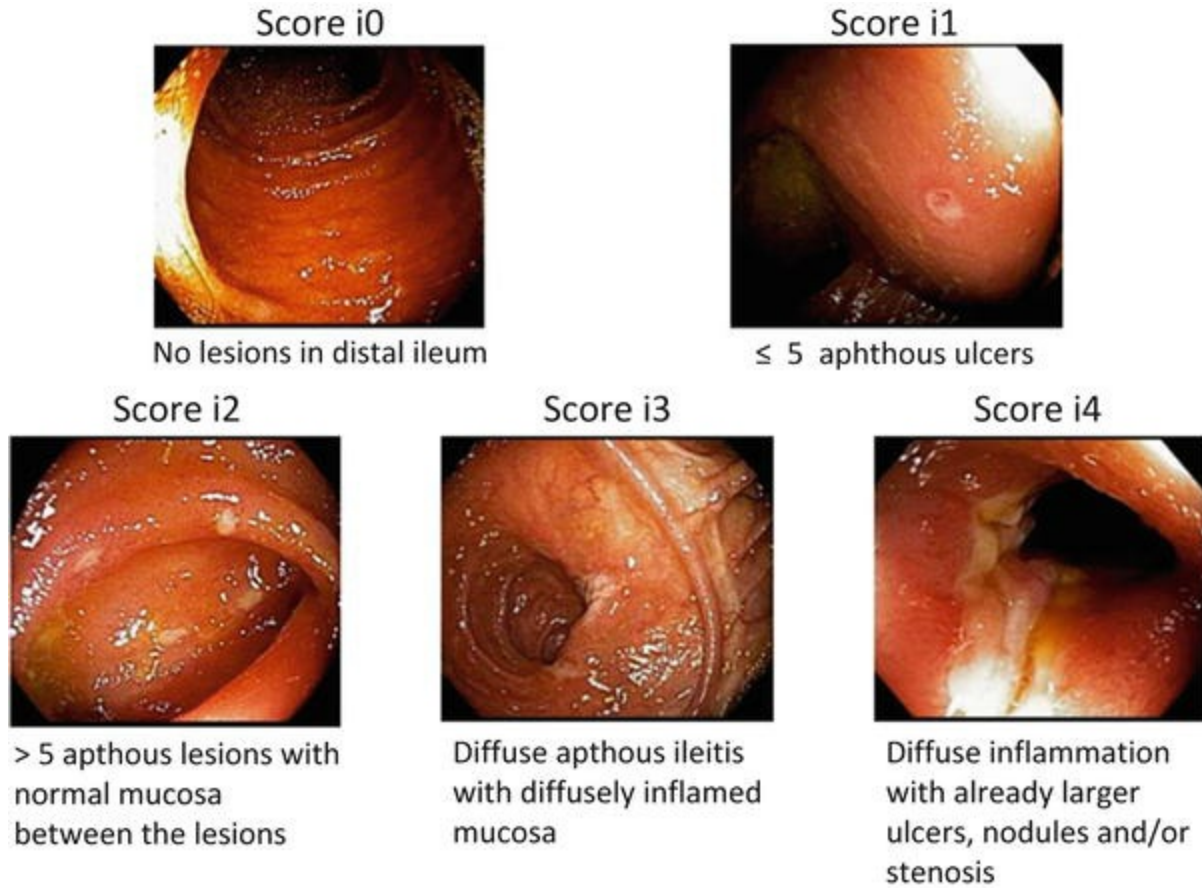 Score i0
Score i1
No lesions in distal ileum
≤ 5 aphthous ulcers
Score i2
Score i3
Score i4
> 5 apthous lesions with
normal mucosa
between the lesions
Diffuse apthous ileitis
with diffusely inflamed
mucosa
Diffuse inflammation
with already larger
ulcers, nodules and/or
stenosis